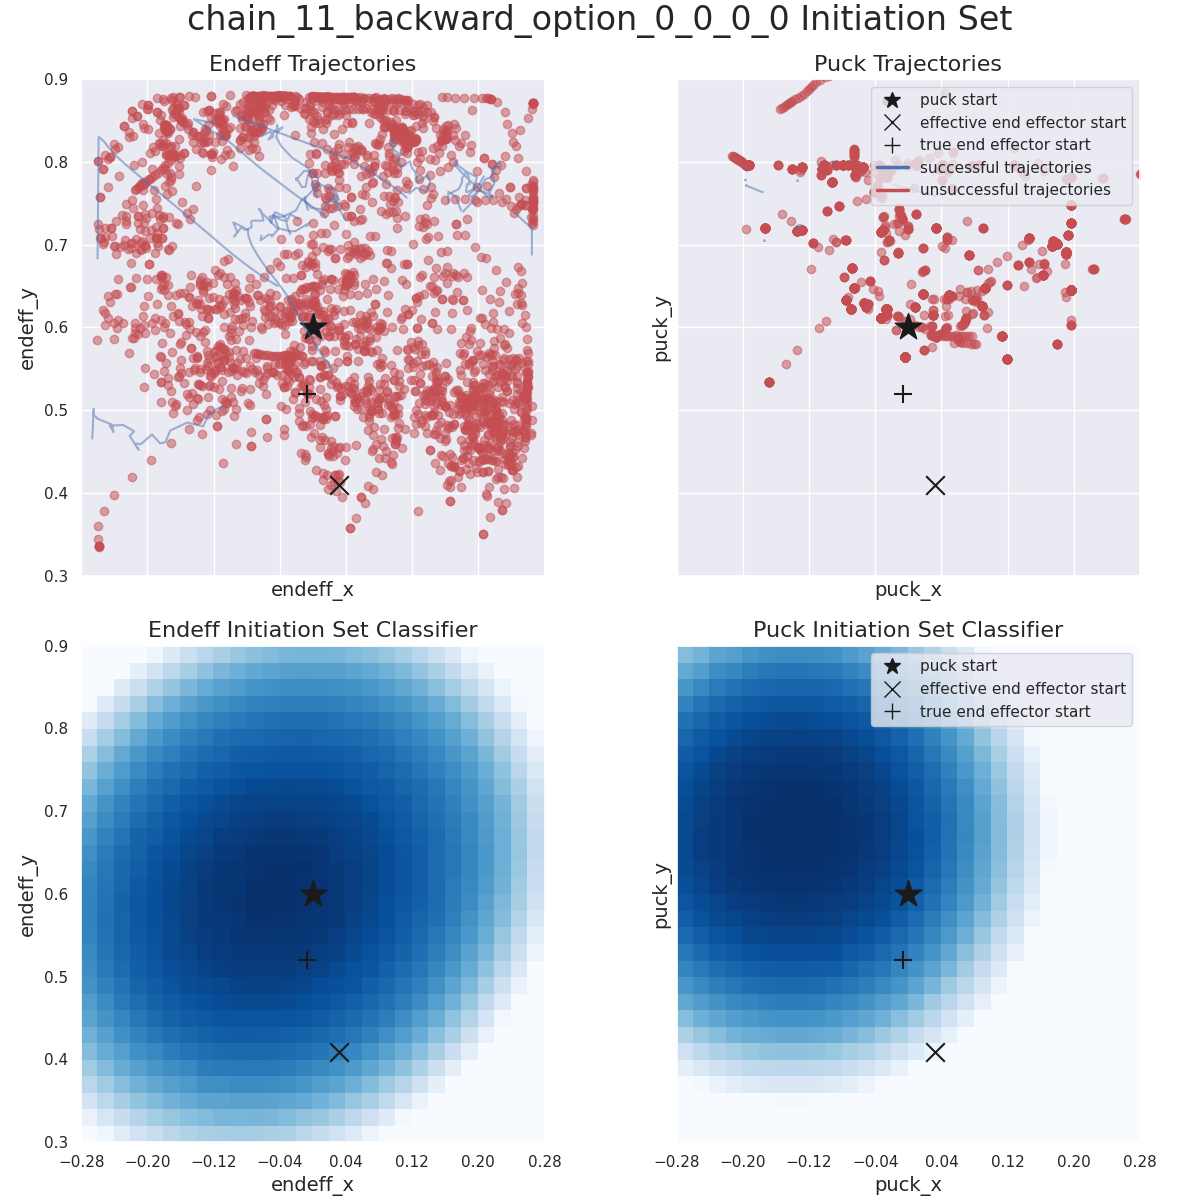 chain_11_backward_option_0_0_0_0 Initiation Set
Endeff Trajectories
0.9
0.8
0.7
0.6
0.5
0.4
0.3
endeff_y
endeff_x
Puck Trajectories
puck start
effective end effector start
true end effector start
successful trajectories
unsuccessful trajectories
puck_y
puck_x
Endeff Initiation Set Classifier
0.9
0.8
0.7
0.6
0.5
0.4
0.3
endeff_y
−0.28 −0.20 −0.12 −0.04 0.04 0.12 0.20 0.28
endeff_x
Puck Initiation Set Classifier
puck start
effective end effector start
true end effector start
puck_y
−0.28 −0.20 −0.12 −0.04 0.04 0.12 0.20 0.28
puck_x